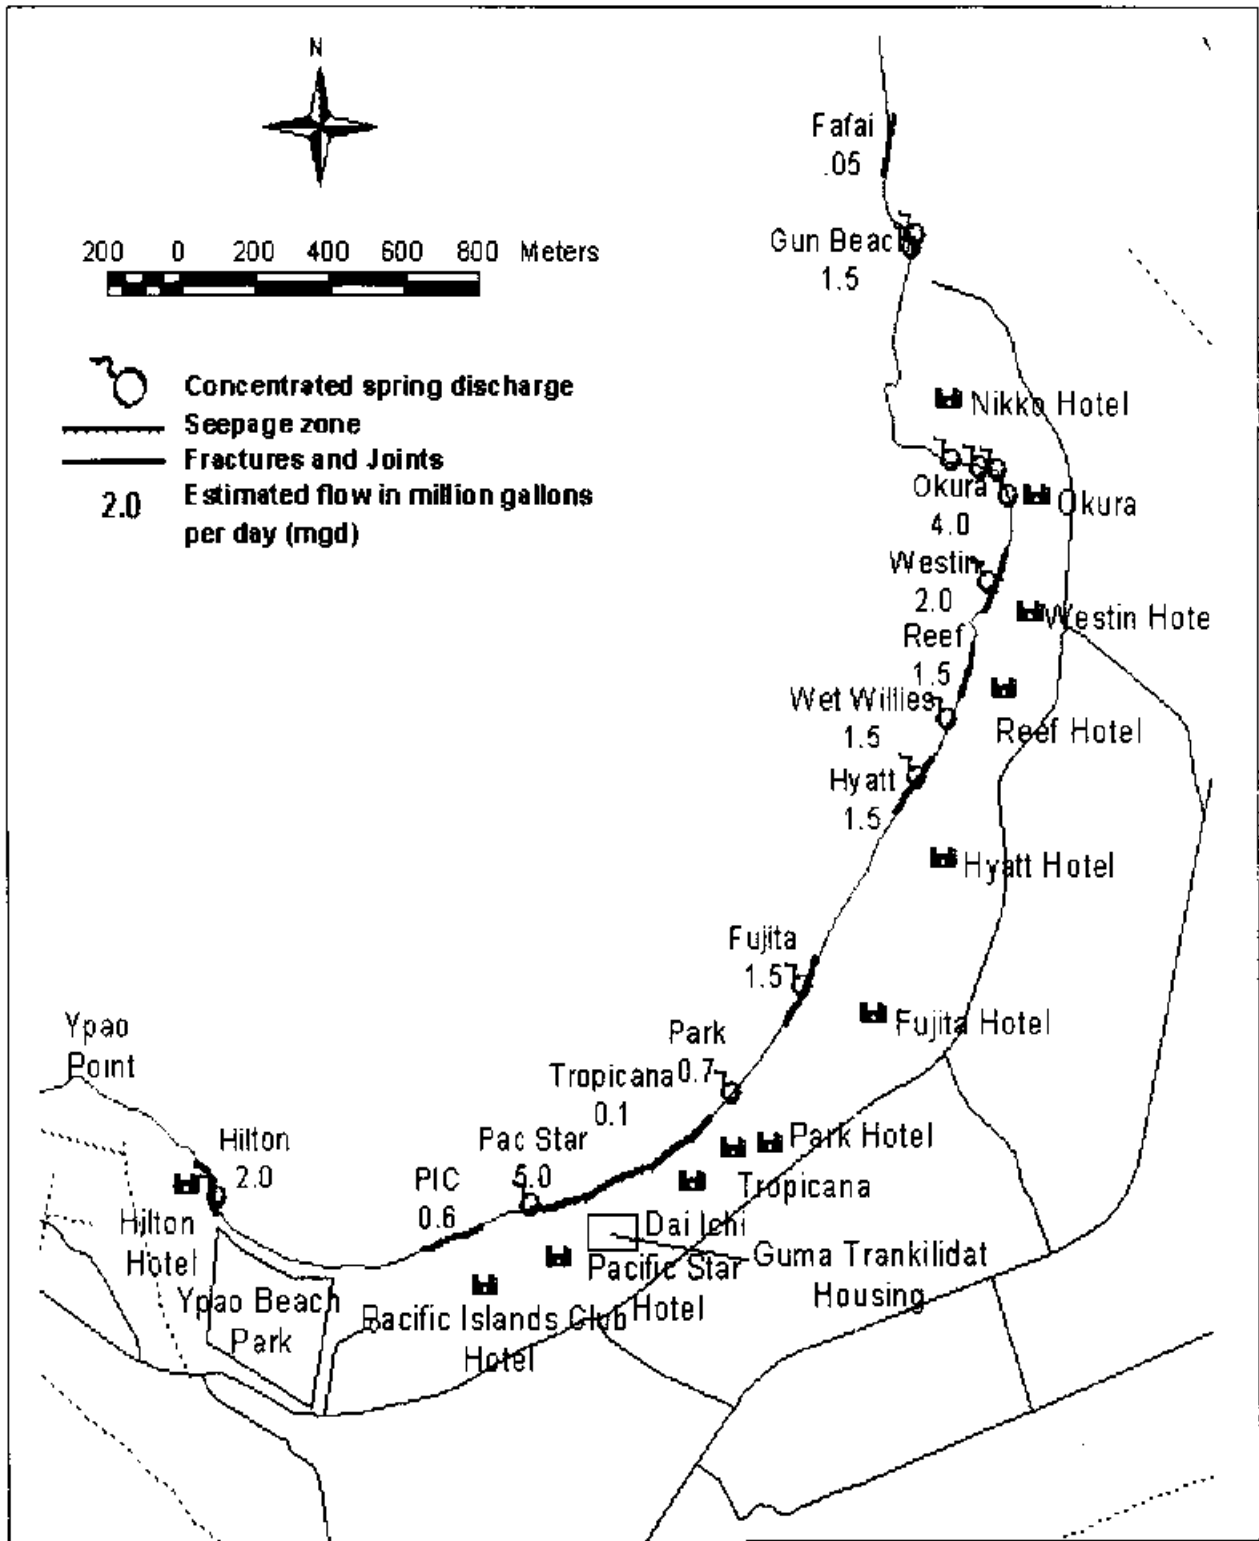 N
200 0 200 400 600 800 Meters
Concentrated spring discharge
Seepage zone
Fractures and Joints
2.0 Estimated flow in million gallons
per day (mgd)
Fafai
.05
Gun Beach
1.5
Nikko Hotel
Okura
4.0
Okura
Westin
2.0
Westin Hote
Reef
1.5
Reef Hotel
Wet Willies
1.5
Hyatt
1.5
Hyatt Hotel
Fujita
1.5
Fujita Hotel
Park
0.7
Park Hotel
Tropicana
0.1
Tropicana
Pac Star
5.0
PIC
0.6
Ypao
Point
Hilton
2.0
Hilton
Hotel
Dai Ichi
Guma Trankilidat
Housing
Pacific Star
Hotel
Pacific Islands Club
Hotel
Ypao Beach
Park